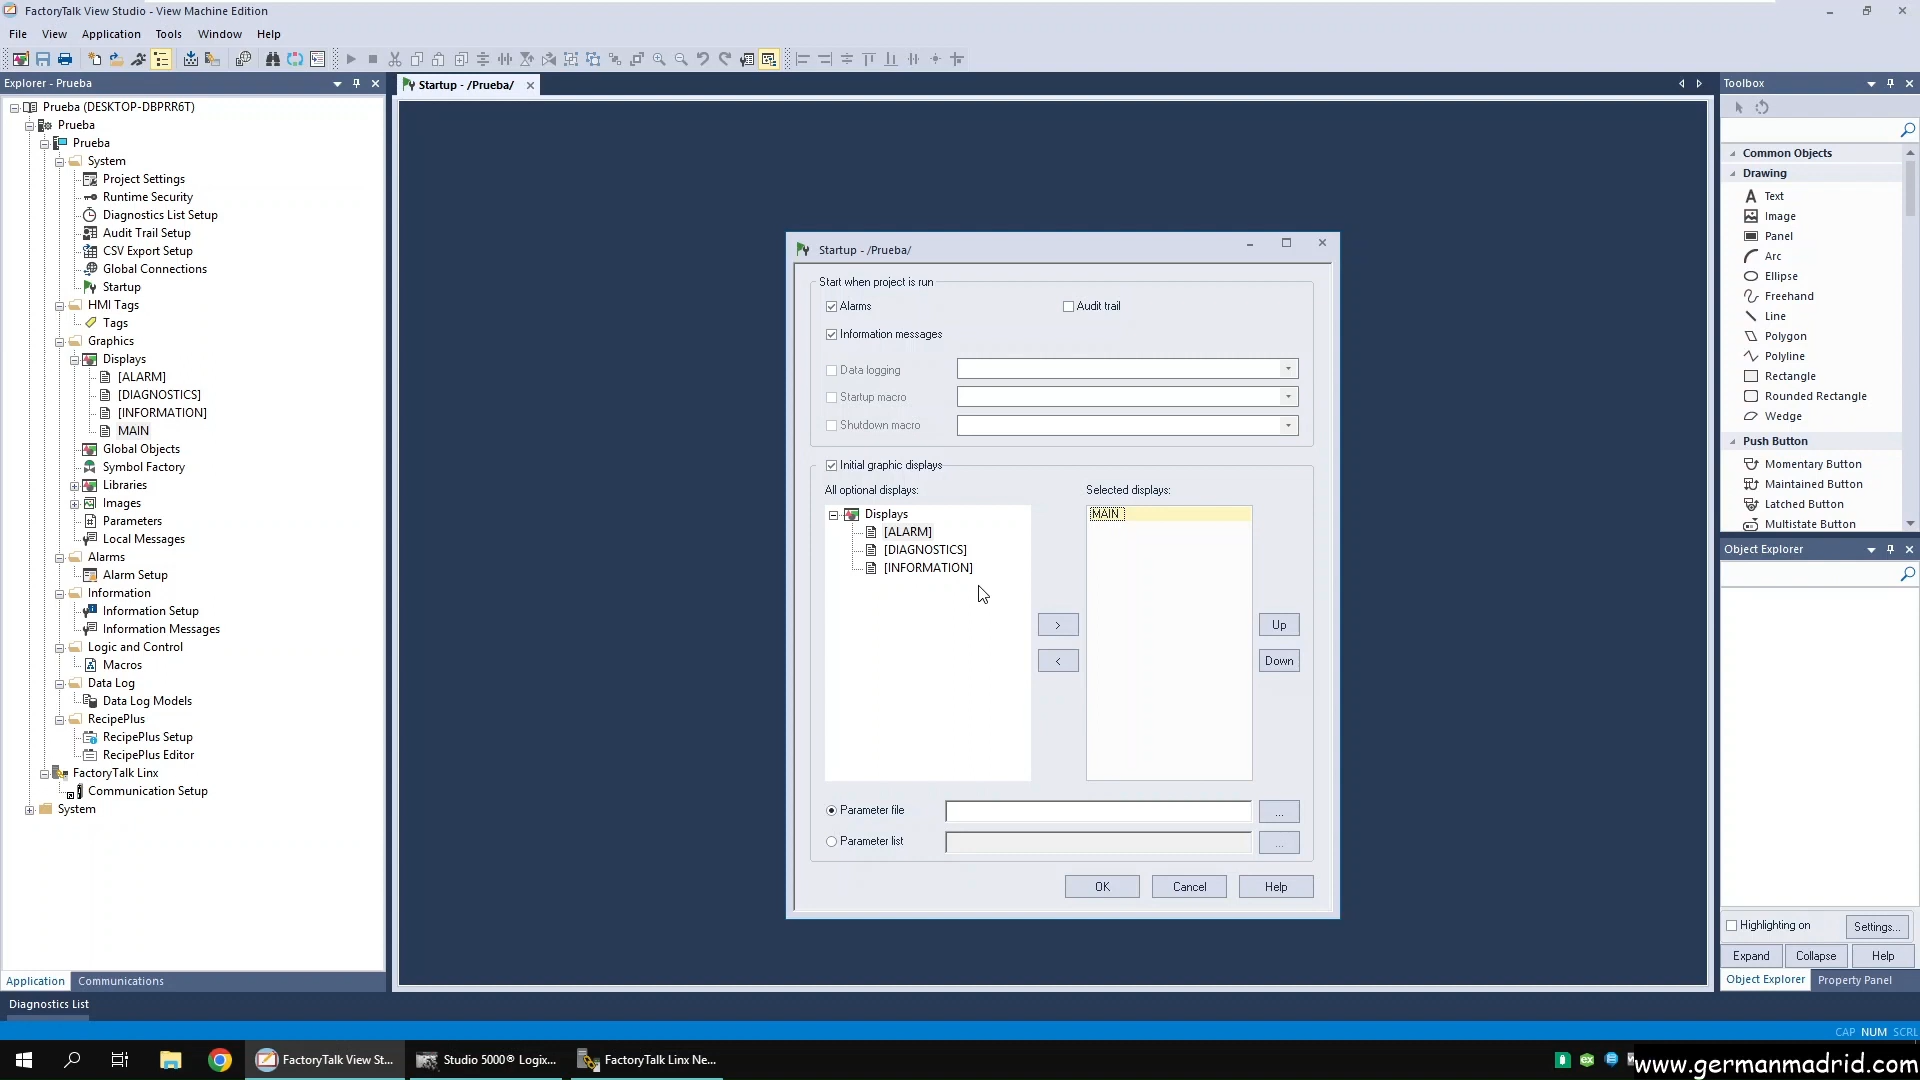 FactoryTalk View Studio - View Machine Edition
File View Application Tools Window Help
Explorer - Prueba
Startup - /Prueba/
Toolbox
Prueba (DESKTOP-DBPRR6T)
Prueba
Prueba
System
Project Settings
Runtime Security
Diagnostics List Setup
Audit Trail Setup
CSV Export Setup
Global Connections
Startup
HMI Tags
Tags
Graphics
Displays
[ALARM]
[DIAGNOSTICS]
[INFORMATION]
MAIN
Global Objects
Symbol Factory
Libraries
Images
Parameters
Local Messages
Alarms
Alarm Setup
Information
Information Setup
Information Messages
Logic and Control
Macros
Data Log
Data Log Models
RecipePlus
RecipePlus Setup
RecipePlus Editor
FactoryTalk Linx
Communication Setup
System
Application Communications
Startup - /Prueba/
Start when project is run
Alarms Audit trail
Information messages
Data logging
Startup macro
Shutdown macro
Initial graphic displays
All optional displays: Selected displays:
Displays
[ALARM]
[DIAGNOSTICS]
[INFORMATION]
MAIN
>
<
Up
Down
Parameter file ...
Parameter list ...
OK Cancel Help
Common Objects
Drawing
Text
Image
Panel
Arc
Ellipse
Freehand
Line
Polygon
Polyline
Rectangle
Rounded Rectangle
Wedge
Push Button
Momentary Button
Maintained Button
Latched Button
Multistate Button
Object Explorer
Highlighting on Settings...
Expand Collapse Help
Object Explorer Property Panel
Diagnostics List
CAP NUM SCRL
FactoryTalk View St... Studio 5000® Logix... FactoryTalk Linx Ne...
www.germanmadrid.com